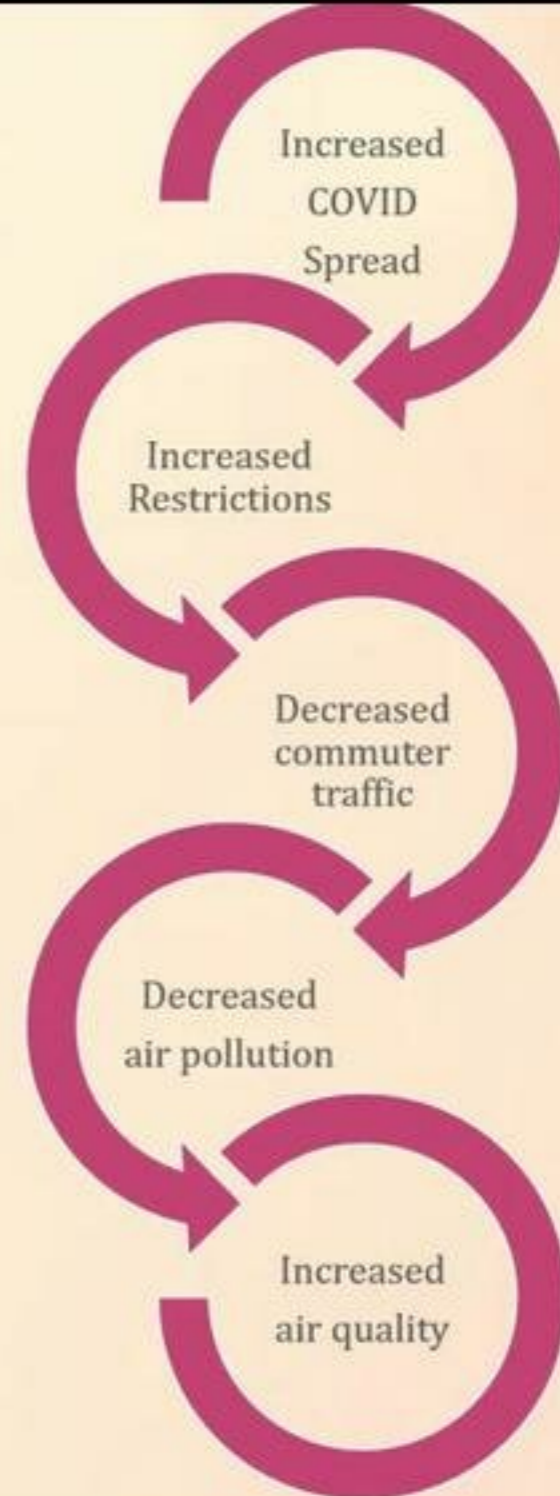 Increased
COVID
Spread
Increased
Restrictions
Decreased
commuter
traffic
Decreased
air pollution
Increased
air quality